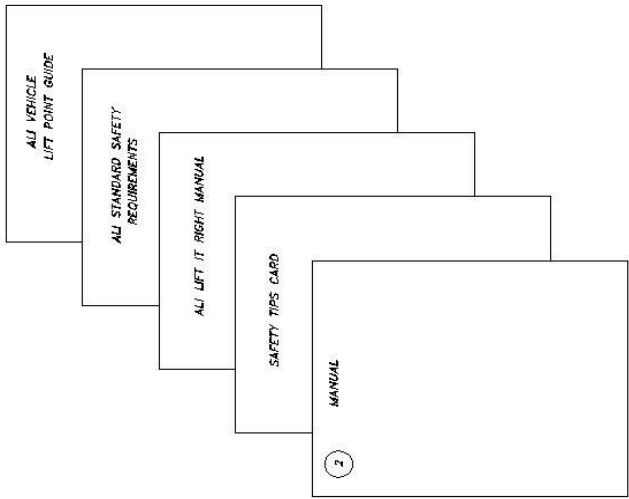 ALI VEHICLE
LIFT POINT GUIDE
ALI STANDARD SAFETY
REQUIREMENTS
ALI LIFT IT RIGHT MANUAL
SAFETY TIPS CARD
MANUAL
2